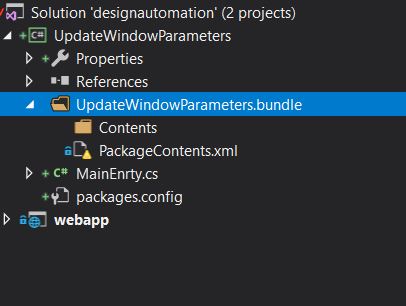 Solution 'designautomation' (2 projects)
UpdateWindowParameters
Properties
References
UpdateWindowParameters.bundle
Contents
PackageContents.xml
MainEnrty.cs
packages.config
webapp